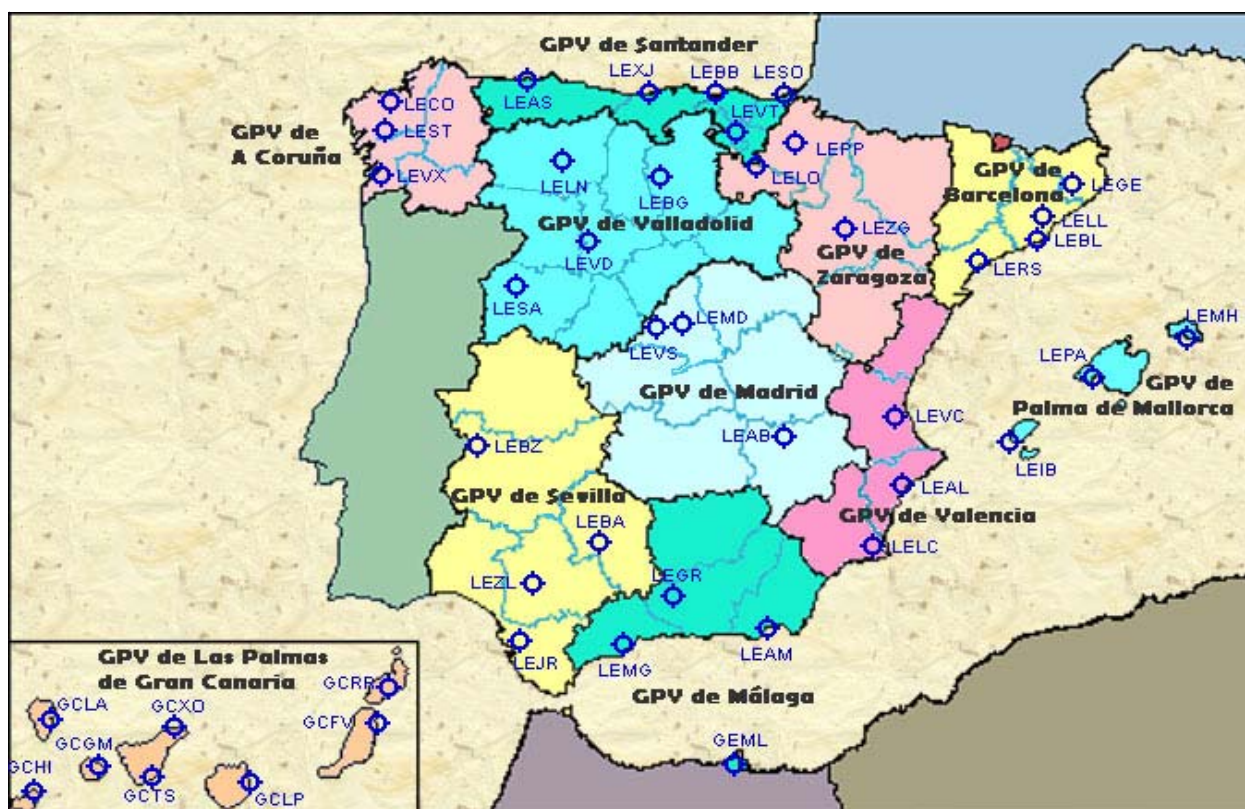 GPV de Santander
LEXJ
LEBB
LESO
LEAS
LEVT
LECO
LEST
GPV de
A Coruña
LEVX
LEPP
LELO
LELN
LEBG
GPV de
Barcelona
LEGE
LELL
LEBL
LERS
GPV de Valladolid
LEVD
LEZG
GPV de
Zaragoza
LESA
LEMD
LEVS
LEMH
LEPA
GPV de
Palma de Mallorca
GPV de Madrid
LEVC
LEAB
LEIB
LEBZ
LEAL
GPV de Sevilla
GPV de Valencia
LEBA
LELC
LEZL
LEGR
LEJR
LEMG
LEAM
GPV de Málaga
GEML
GPV de Las Palmas
de Gran Canaria
GCRR
GCLA
GCXO
GCFV
GCGM
GCHI
GCTS
GCLP